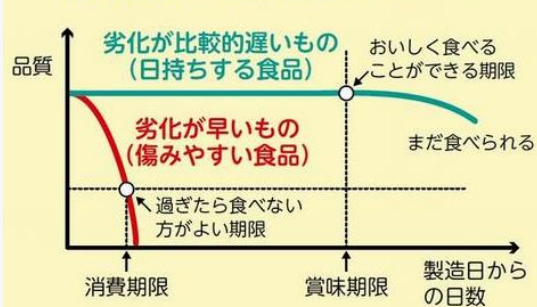 品質
劣化が比較的遅いもの
（日持ちする食品）
おいしく食べる
ことができる期限
劣化が早いもの
（傷みやすい食品）
まだ食べられる
過ぎたら食べない
方がよい期限
消費期限
賞味期限
製造日から
の日数